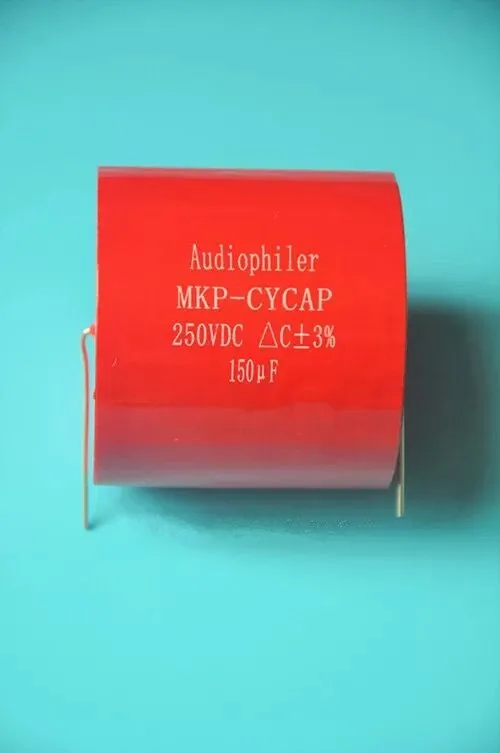 Audiophiler
MKP-CYCAP
250VDC △C±3%
150μF